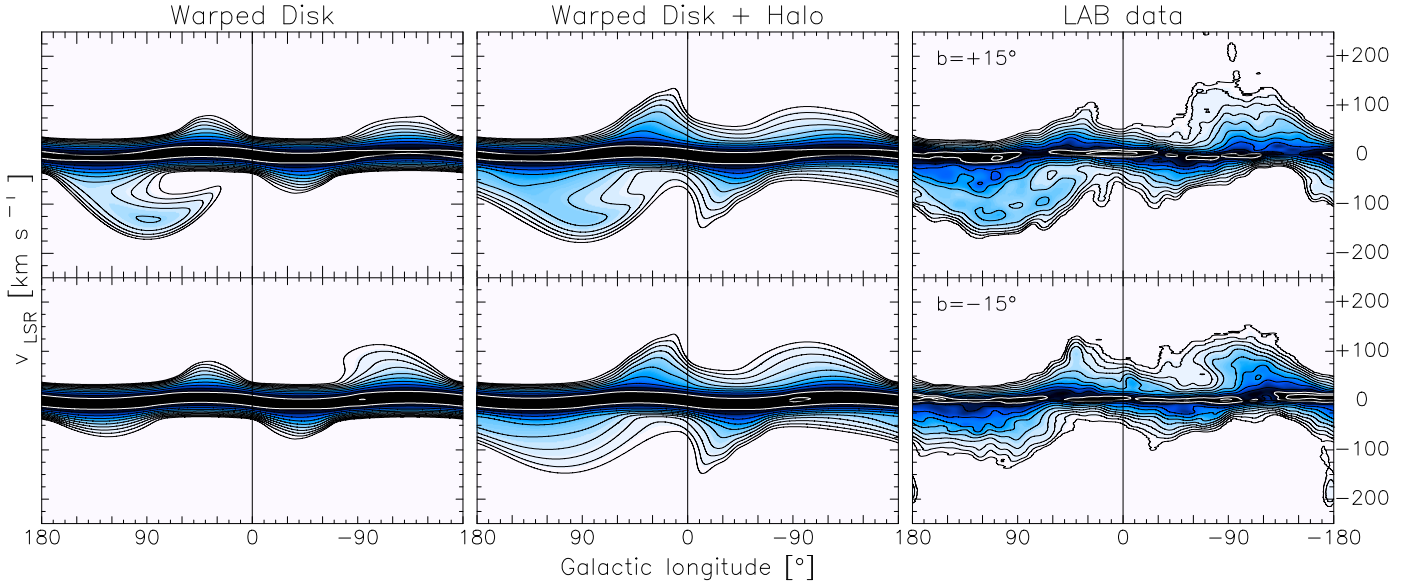 Warped Disk
Warped Disk + Halo
LAB data
b=+15°
+200
+100
0
−100
−200
b=−15°
+200
+100
0
−100
−200
v LSR [km s −1]
180 90 0 −90
180 90 0 −90
180 90 0 −90 −180
Galactic longitude [°]